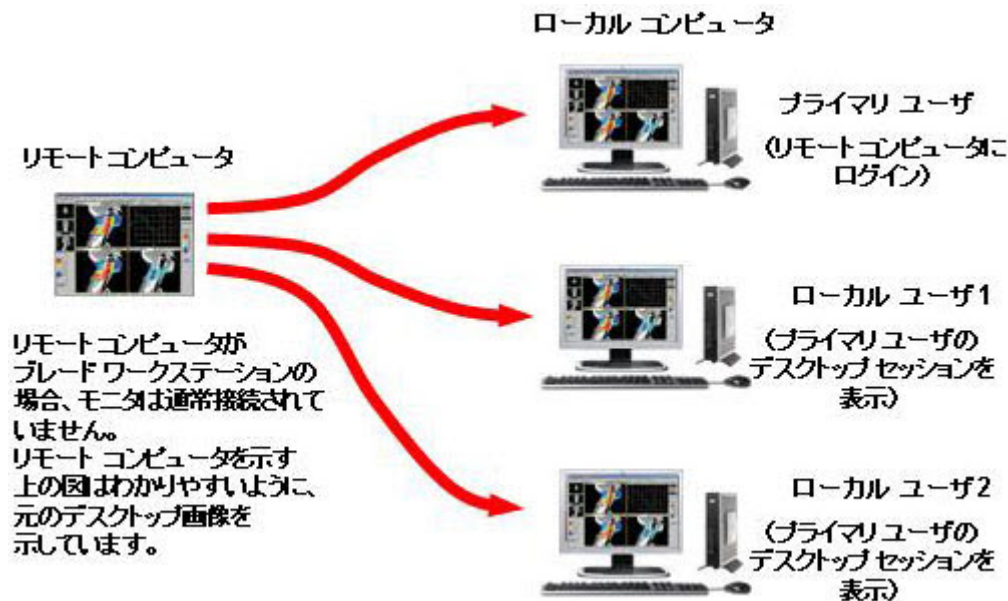 ローカル コンピュータ
プライマリ ユーザ
(リモートコンピュータに
ログイン)
リモートコンピュータ
ローカル ユーザ1
(プライマリ ユーザの
デスクトップ セッションを
表示)
リモートコンピュータが
ブレード ワークステーションの
場合、モニタは通常接続されて
いません。
リモート コンピュータを示す
上の図はわかりやすいように、
元のデスクトップ画像を
示しています。
ローカル ユーザ2
(プライマリ ユーザの
デスクトップ セッションを
表示)